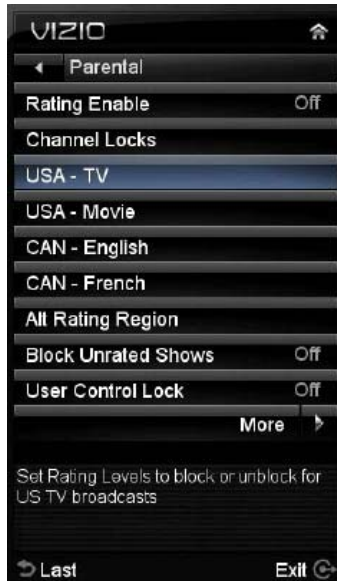 VIZIO
Parental
Rating Enable Off
Channel Locks
USA - TV
USA - Movie
CAN - English
CAN - French
Alt Rating Region
Block Unrated Shows Off
User Control Lock Off
More
Set Rating Levels to block or unblock for
US TV broadcasts
Last Exit